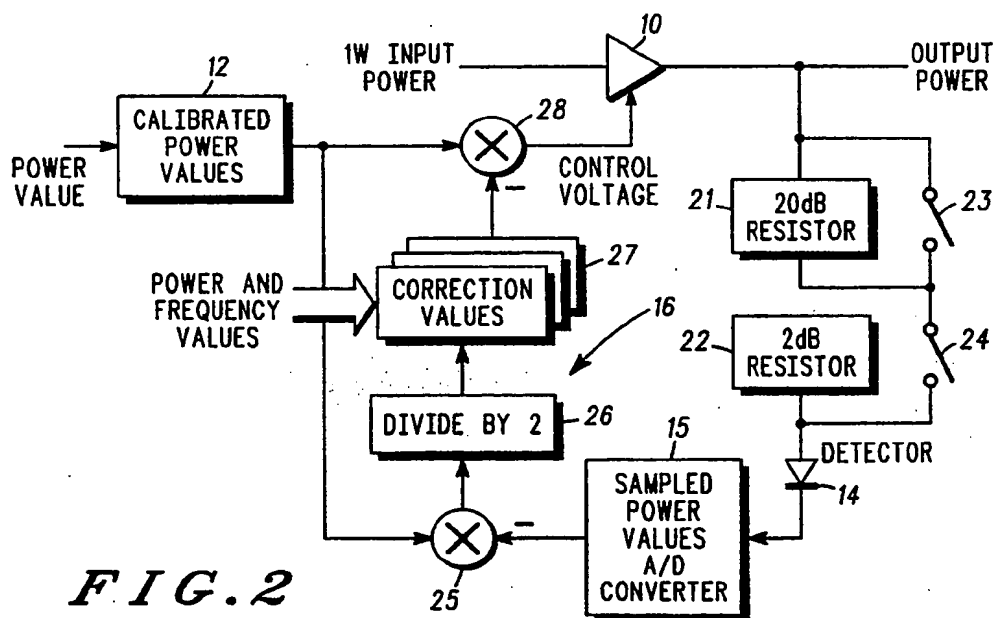 10
1W INPUT
POWER
OUTPUT
POWER
12
CALIBRATED
POWER
VALUES
POWER
VALUE
28
CONTROL
VOLTAGE
−
21
20dB
RESISTOR
23
27
CORRECTION
VALUES
POWER AND
FREQUENCY
VALUES
16
22
2dB
RESISTOR
24
DIVIDE BY 2
26
15
DETECTOR
14
SAMPLED
POWER
VALUES
A/D
CONVERTER
−
25
FIG.2